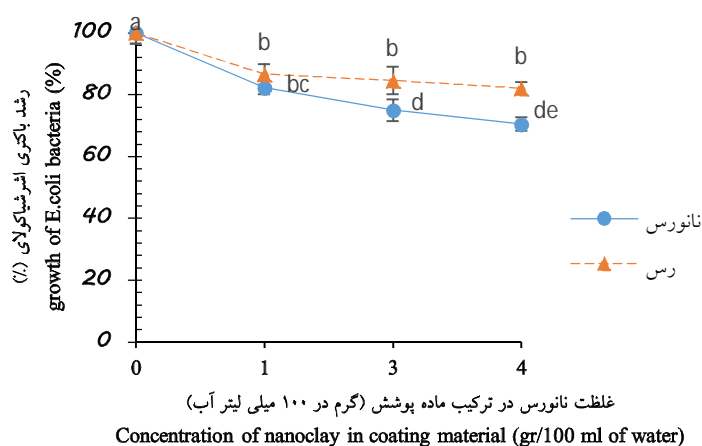 رشد باکتری اشرشیاکولای (٪)
growth of E.coli bacteria (%)
100
80
60
40
20
0
a
b
b
b
bc
d
de
0 1 3 4
نانورس
رس
غلظت نانورس در ترکیب ماده پوشش (گرم در ۱۰۰ میلی لیتر آب)
Concentration of nanoclay in coating material (gr/100 ml of water)